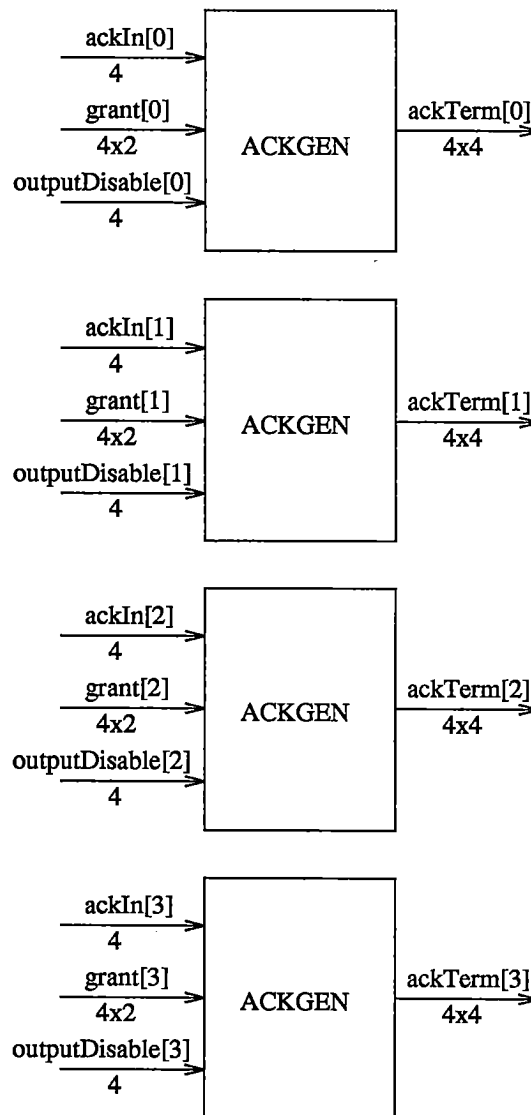 ackIn[0]
4
grant[0]
4x2
outputDisable[0]
4
ACKGEN
ackTerm[0]
4x4
ackIn[1]
4
grant[1]
4x2
outputDisable[1]
4
ACKGEN
ackTerm[1]
4x4
ackIn[2]
4
grant[2]
4x2
outputDisable[2]
4
ACKGEN
ackTerm[2]
4x4
ackIn[3]
4
grant[3]
4x2
outputDisable[3]
4
ACKGEN
ackTerm[3]
4x4